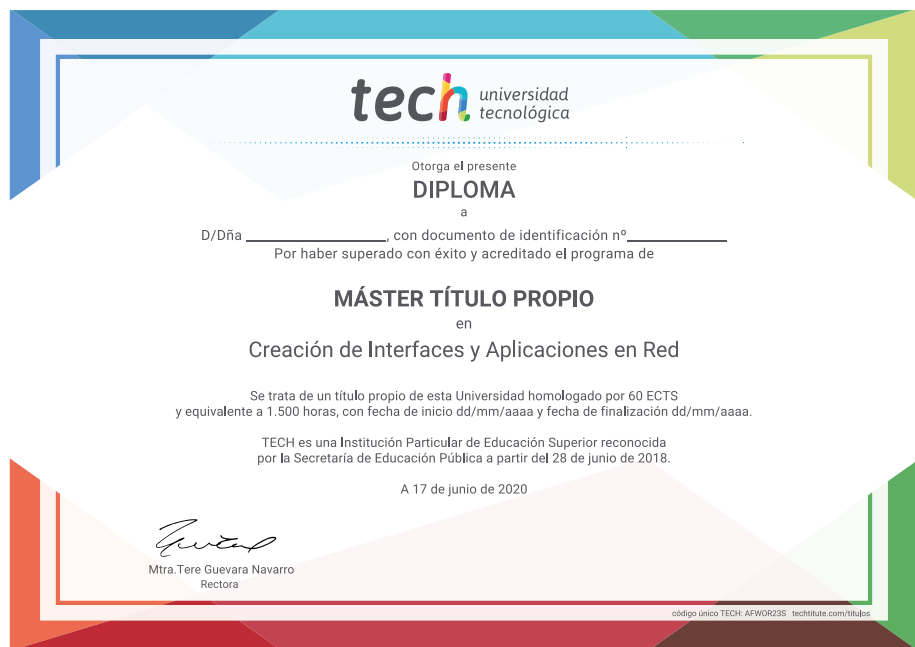 tech universidad
tecnológica
Otorga el presente
DIPLOMA
a
D/Dña ____________, con documento de identificación nº__________
Por haber superado con éxito y acreditado el programa de
MÁSTER TÍTULO PROPIO
en
Creación de Interfaces y Aplicaciones en Red
Se trata de un título propio de esta Universidad homologado por 60 ECTS
y equivalente a 1.500 horas, con fecha de inicio dd/mm/aaaa y fecha de finalización dd/mm/aaaa.
TECH es una Institución Particular de Educación Superior reconocida
por la Secretaría de Educación Pública a partir del 28 de junio de 2018.
A 17 de junio de 2020
Mtra.Tere Guevara Navarro
Rectora
código único TECH: AFWOR23S techtitute.com/titulos